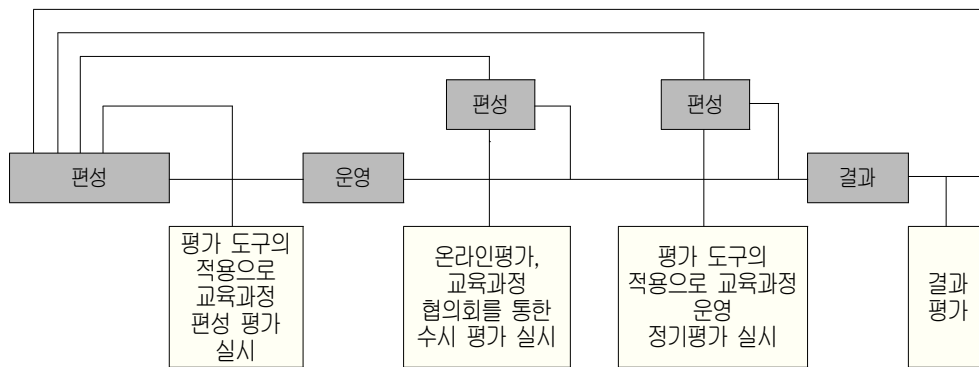 편성
편성
편성
운영
결과
평가 도구의
적용으로
교육과정
편성 평가
실시
온라인평가,
교육과정
협의회를 통한
수시 평가 실시
평가 도구의
적용으로 교육과정
운영
정기평가 실시
결과
평가